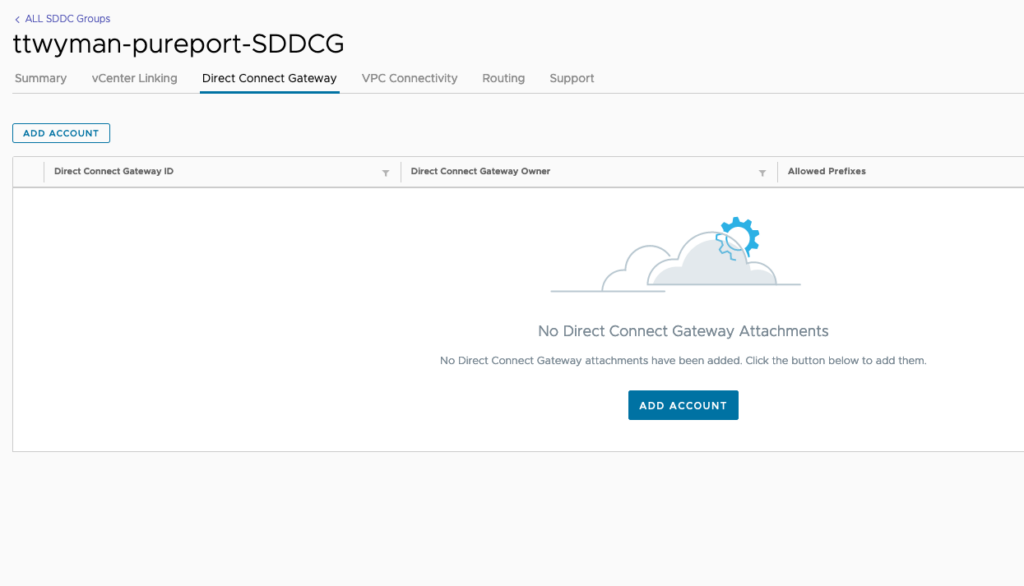 ALL SDDC Groups
ttwyman-pureport-SDDCG
Summary vCenter Linking Direct Connect Gateway VPC Connectivity Routing Support
ADD ACCOUNT
Direct Connect Gateway ID Direct Connect Gateway Owner Allowed Prefixes
No Direct Connect Gateway Attachments
No Direct Connect Gateway attachments have been added. Click the button below to add them.
ADD ACCOUNT